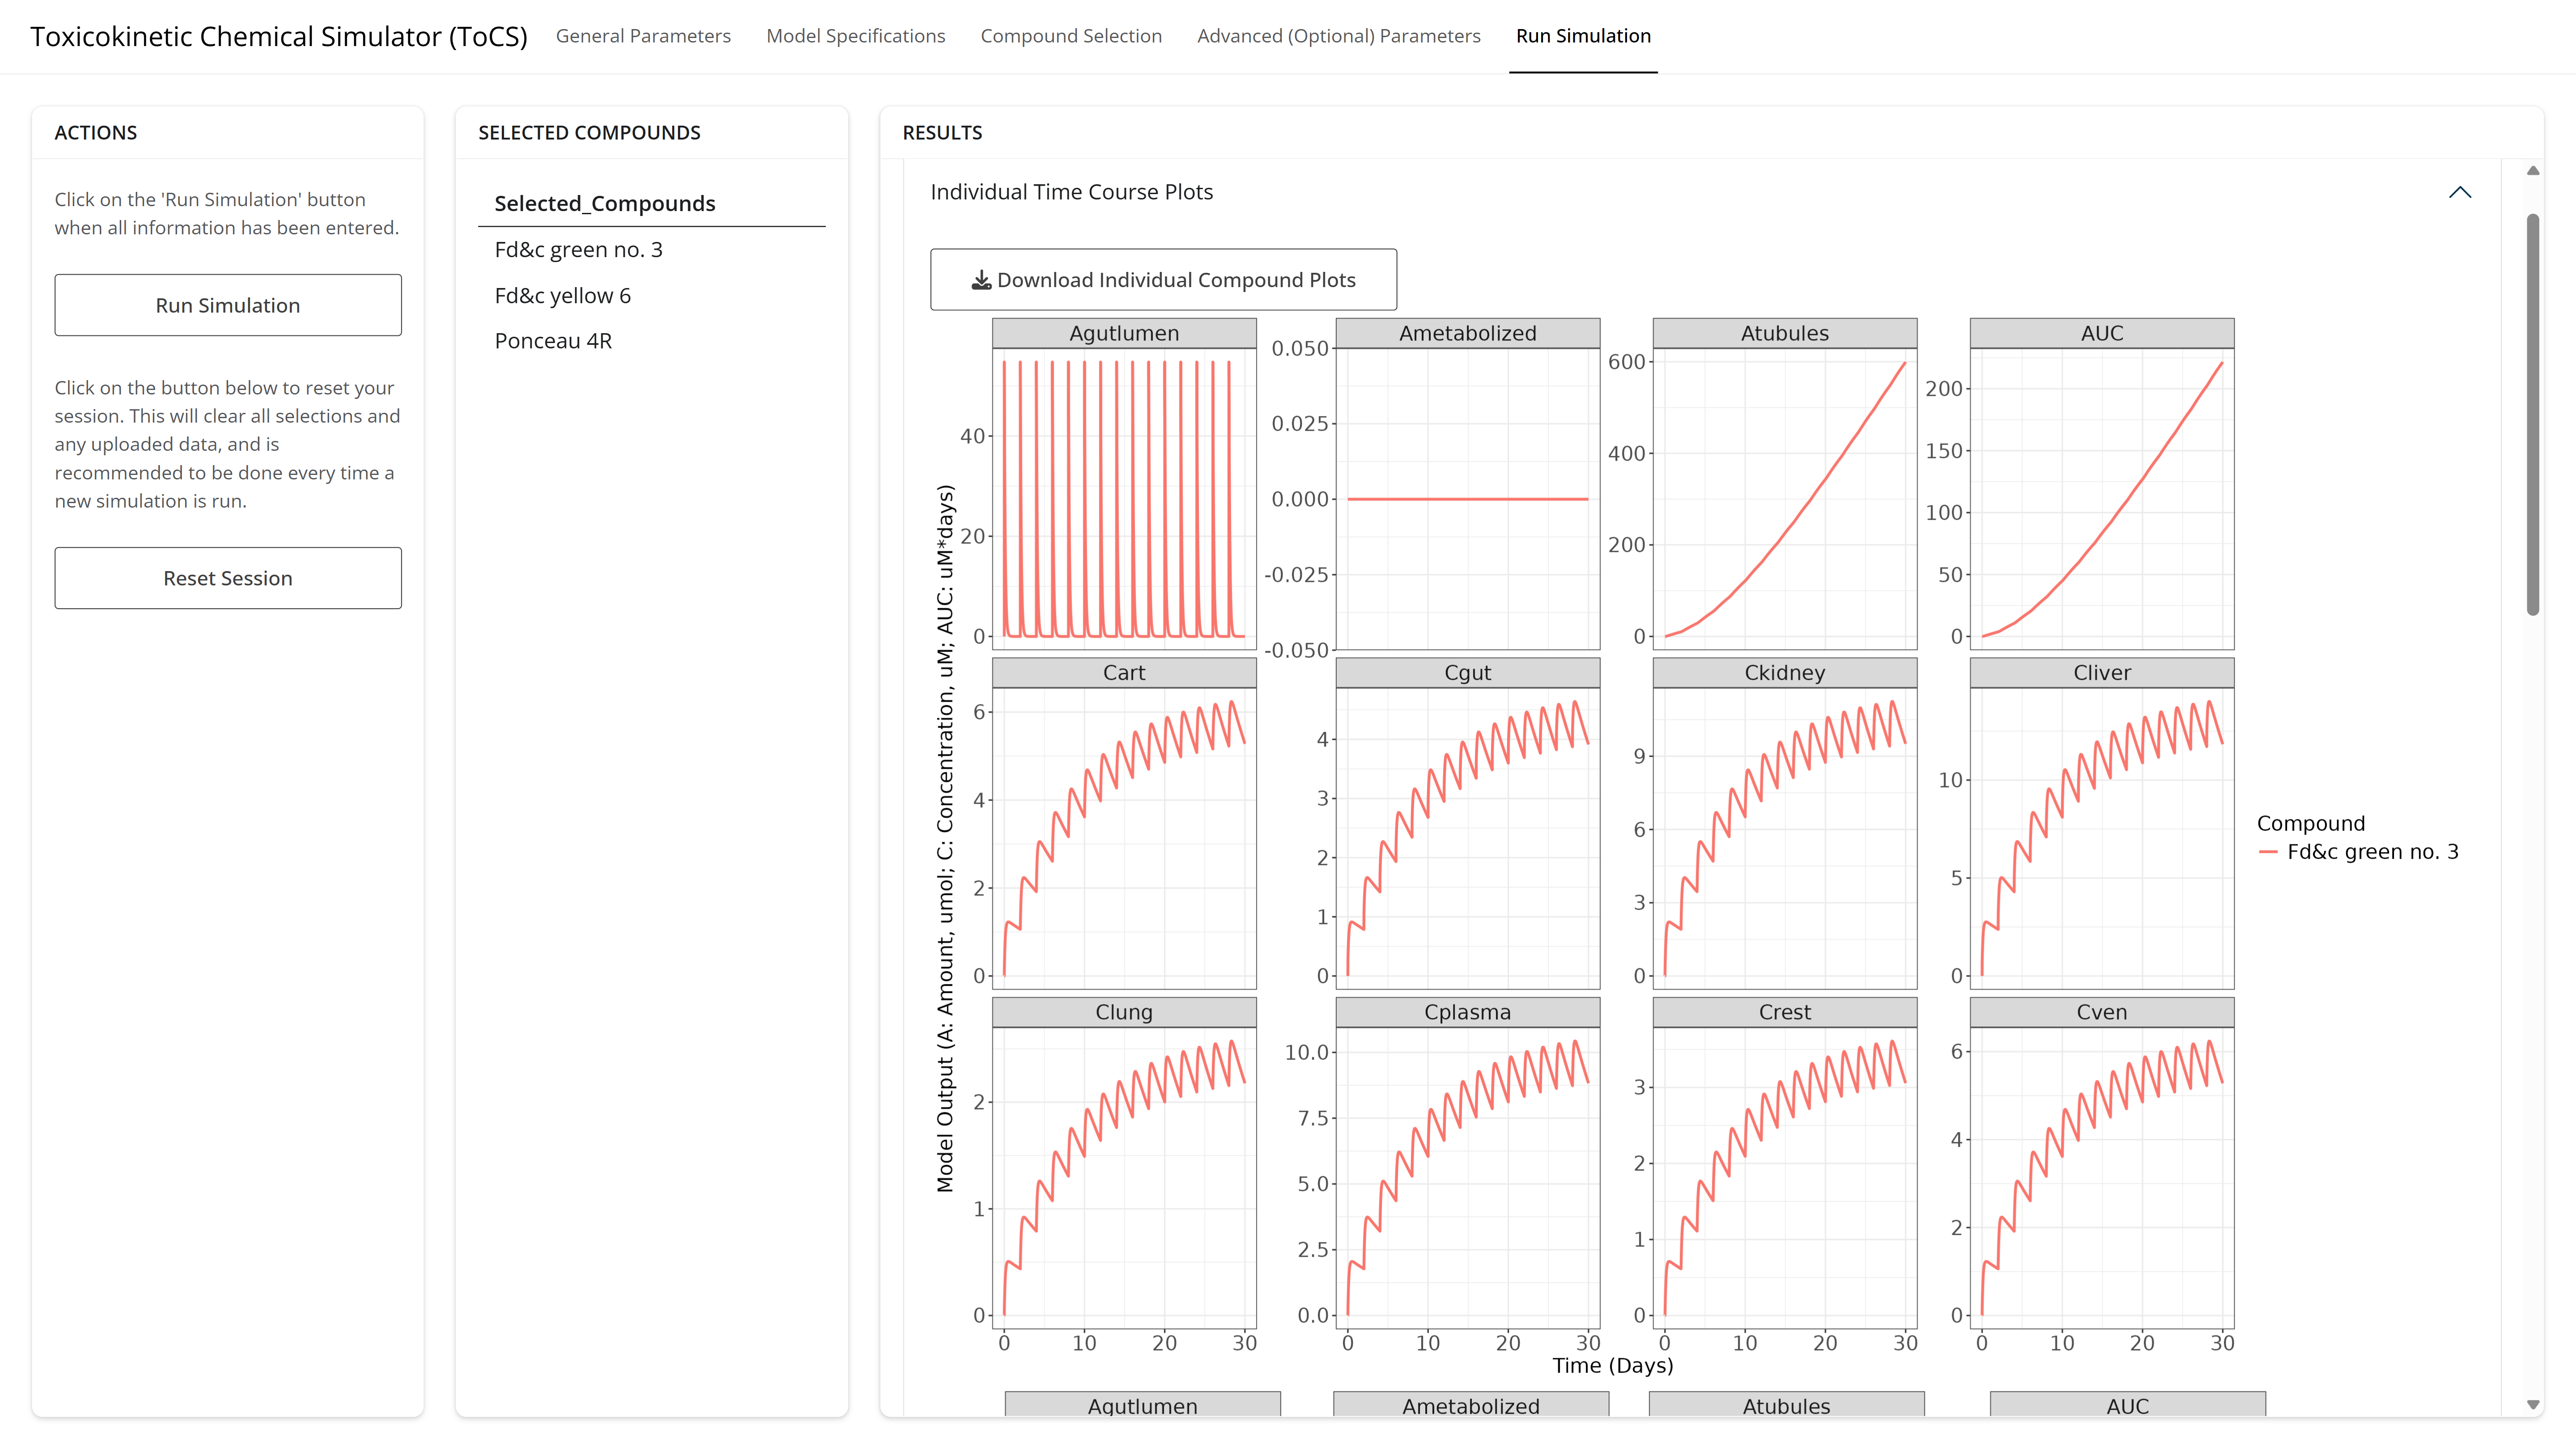 Toxicokinetic Chemical Simulator (ToCS)
General Parameters
Model Specifications
Compound Selection
Advanced (Optional) Parameters
Run Simulation
ACTIONS
Click on the 'Run Simulation' button
when all information has been entered.
Run Simulation
Click on the button below to reset your
session. This will clear all selections and
any uploaded data, and is
recommended to be done every time a
new simulation is run.
Reset Session
SELECTED COMPOUNDS
Selected_Compounds
Fd&c green no. 3
Fd&c yellow 6
Ponceau 4R
RESULTS
Individual Time Course Plots
Download Individual Compound Plots
Model Output (A: Amount, umol; C: Concentration, uM; AUC: uM*days)
Agutlumen
40
20
0
Ametabolized
0.050
0.025
0.000
-0.025
-0.050
Atubules
600
400
200
0
AUC
200
150
100
50
0
Cart
6
4
2
0
Cgut
4
3
2
1
0
Ckidney
9
6
3
0
Cliver
10
5
0
Clung
2
1
0
0 10 20 30
Cplasma
10.0
7.5
5.0
2.5
0.0
0 10 20 30
Crest
3
2
1
0
0 10 20 30
Cven
6
4
2
0
0 10 20 30
Time (Days)
Compound
Fd&c green no. 3
Agutlumen
Ametabolized
Atubules
AUC